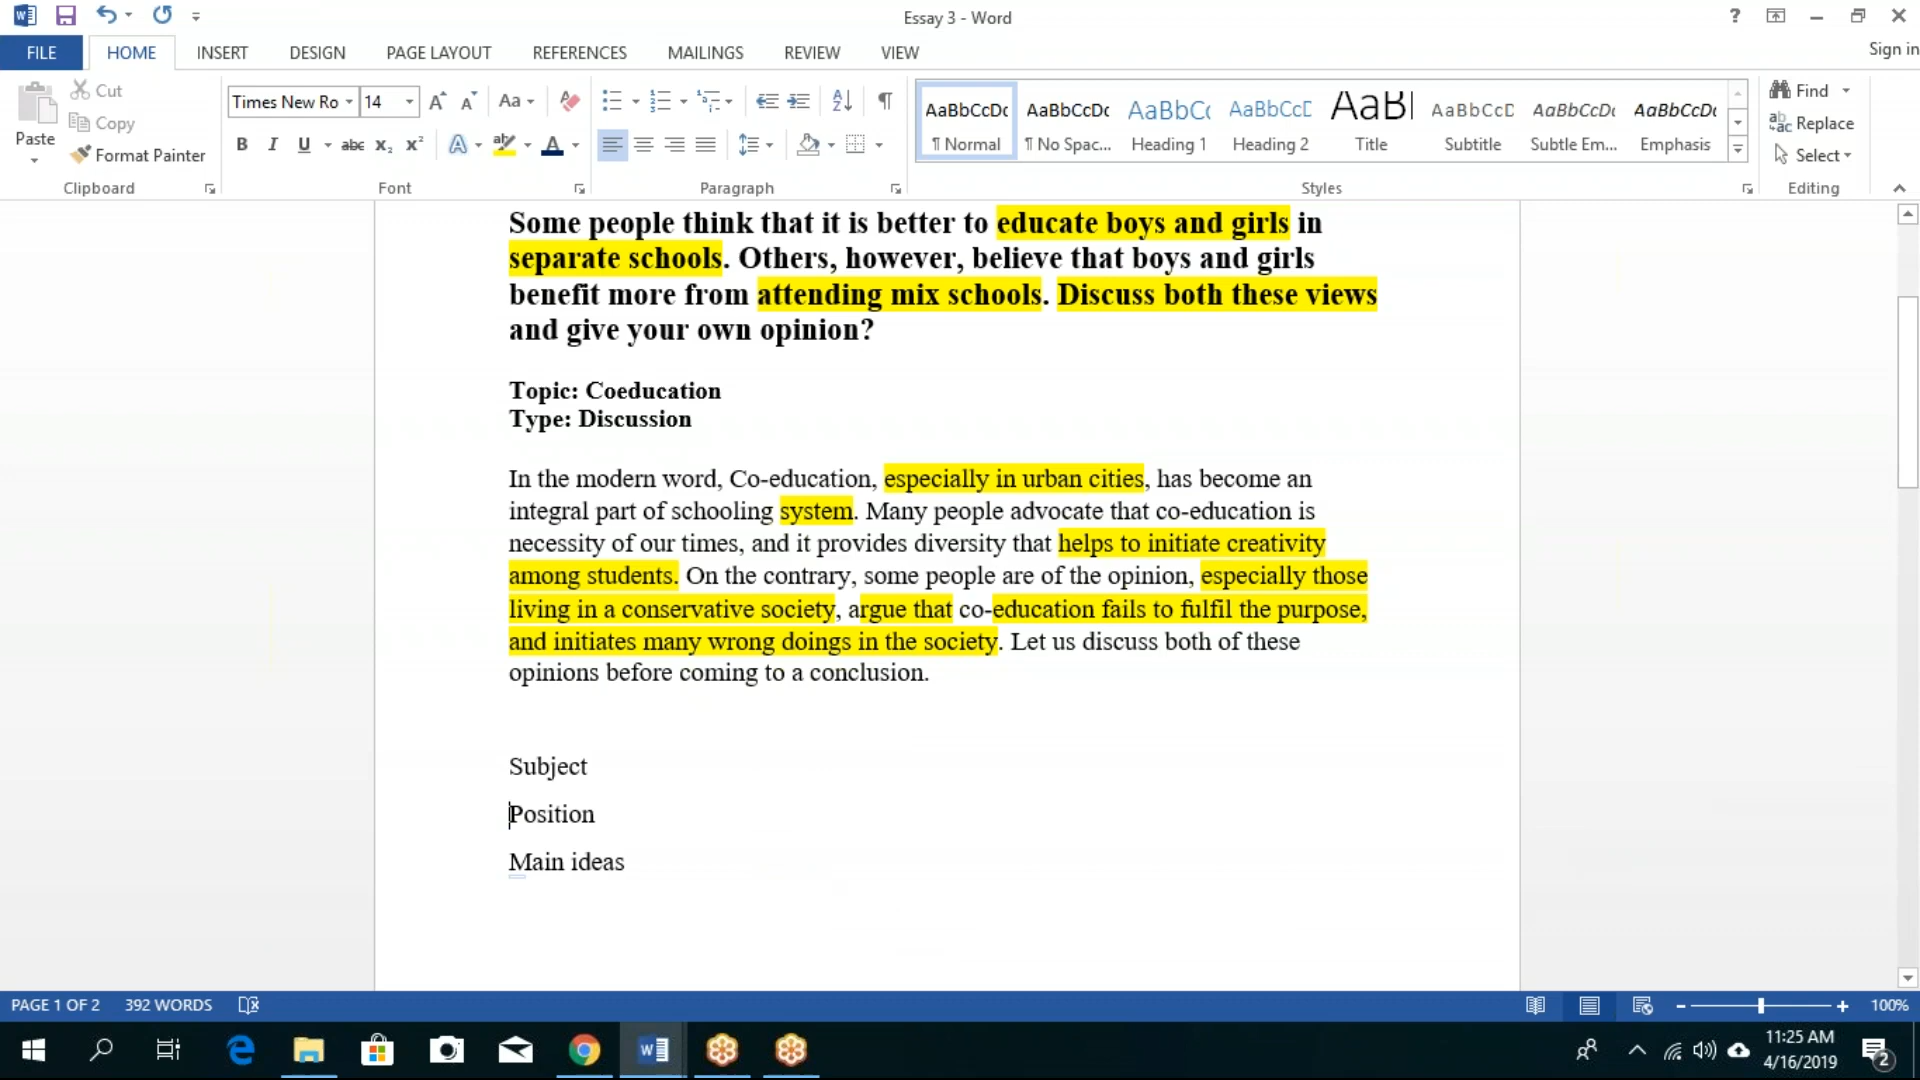 Essay 3 - Word
?
Sign in
FILE HOME INSERT DESIGN PAGE LAYOUT REFERENCES MAILINGS REVIEW VIEW
Paste
Cut
Copy
Format Painter
Clipboard
Times New Ro 14
Aa
B I U abc x₂ x²
Font
Paragraph
AaBbCcDc AaBbCcDc AaBbCc AaBbCcD AaBl AaBbCcD AaBbCcDc AaBbCcDc
¶ Normal ¶ No Spac... Heading 1 Heading 2 Title Subtitle Subtle Em... Emphasis
Styles
Find
Replace
Select
Editing
Some people think that it is better to educate boys and girls in
separate schools. Others, however, believe that boys and girls
benefit more from attending mix schools. Discuss both these views
and give your own opinion?
Topic: Coeducation
Type: Discussion
In the modern word, Co-education, especially in urban cities, has become an
integral part of schooling system. Many people advocate that co-education is
necessity of our times, and it provides diversity that helps to initiate creativity
among students. On the contrary, some people are of the opinion, especially those
living in a conservative society, argue that co-education fails to fulfil the purpose,
and initiates many wrong doings in the society. Let us discuss both of these
opinions before coming to a conclusion.
Subject
Position
Main ideas
PAGE 1 OF 2 392 WORDS
100%
11:25 AM
4/16/2019
2